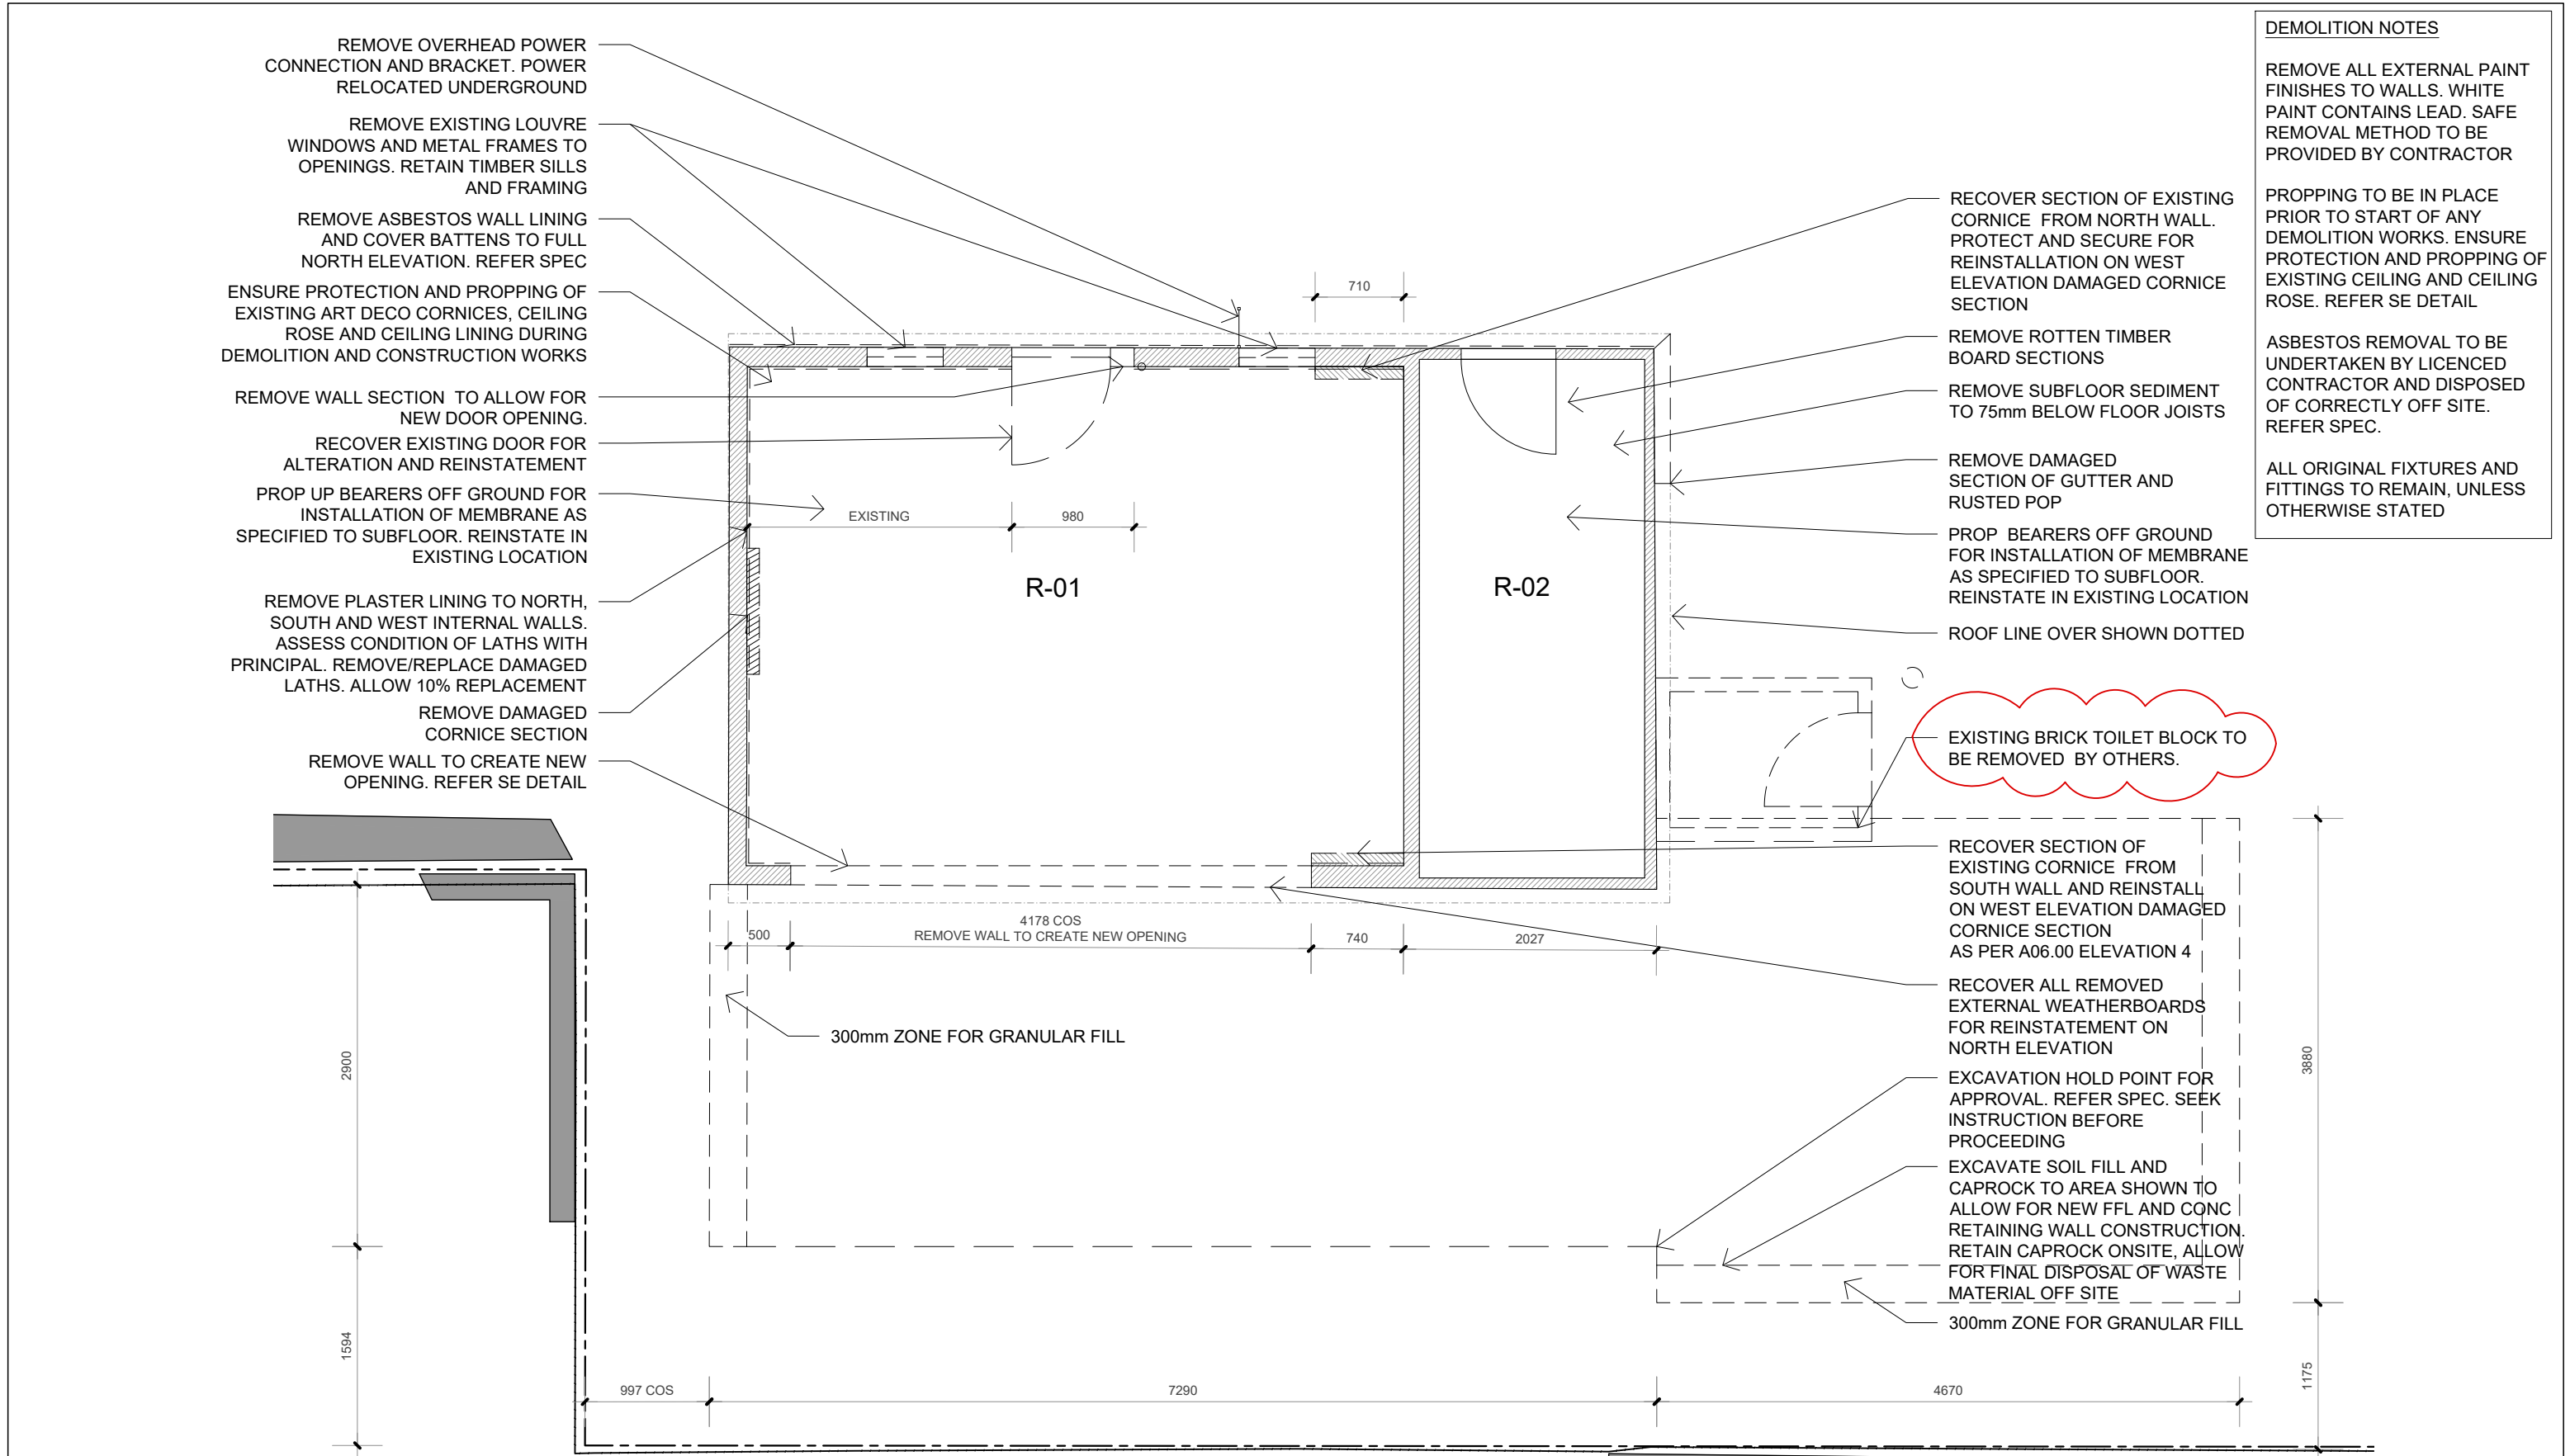 REMOVE OVERHEAD POWER
CONNECTION AND BRACKET. POWER
RELOCATED UNDERGROUND
REMOVE EXISTING LOUVRE
WINDOWS AND METAL FRAMES TO
OPENINGS. RETAIN TIMBER SILLS
AND FRAMING
REMOVE ASBESTOS WALL LINING
AND COVER BATTENS TO FULL
NORTH ELEVATION. REFER SPEC
ENSURE PROTECTION AND PROPPING OF
EXISTING ART DECO CORNICES, CEILING
ROSE AND CEILING LINING DURING
DEMOLITION AND CONSTRUCTION WORKS
REMOVE WALL SECTION TO ALLOW FOR
NEW DOOR OPENING.
RECOVER EXISTING DOOR FOR
ALTERATION AND REINSTATEMENT
PROP UP BEARERS OFF GROUND FOR
INSTALLATION OF MEMBRANE AS
SPECIFIED TO SUBFLOOR. REINSTATE IN
EXISTING LOCATION
REMOVE PLASTER LINING TO NORTH,
SOUTH AND WEST INTERNAL WALLS.
ASSESS CONDITION OF LATHS WITH
PRINCIPAL. REMOVE/REPLACE DAMAGED
LATHS. ALLOW 10% REPLACEMENT
REMOVE DAMAGED
CORNICE SECTION
REMOVE WALL TO CREATE NEW
OPENING. REFER SE DETAIL
710
EXISTING
980
R-01
R-02
4178 COS
500
REMOVE WALL TO CREATE NEW OPENING
740
2027
300mm ZONE FOR GRANULAR FILL
2900
1594
997 COS
7290
4670
3880
1175
RECOVER SECTION OF EXISTING
CORNICE FROM NORTH WALL.
PROTECT AND SECURE FOR
REINSTALLATION ON WEST
ELEVATION DAMAGED CORNICE
SECTION
REMOVE ROTTEN TIMBER
BOARD SECTIONS
REMOVE SUBFLOOR SEDIMENT
TO 75mm BELOW FLOOR JOISTS
REMOVE DAMAGED
SECTION OF GUTTER AND
RUSTED POP
PROP BEARERS OFF GROUND
FOR INSTALLATION OF MEMBRANE
AS SPECIFIED TO SUBFLOOR.
REINSTATE IN EXISTING LOCATION
ROOF LINE OVER SHOWN DOTTED
EXISTING BRICK TOILET BLOCK TO
BE REMOVED BY OTHERS.
RECOVER SECTION OF
EXISTING CORNICE FROM
SOUTH WALL AND REINSTALL
ON WEST ELEVATION DAMAGED
CORNICE SECTION
AS PER A06.00 ELEVATION 4
RECOVER ALL REMOVED
EXTERNAL WEATHERBOARDS
FOR REINSTATEMENT ON
NORTH ELEVATION
EXCAVATION HOLD POINT FOR
APPROVAL. REFER SPEC. SEEK
INSTRUCTION BEFORE
PROCEEDING
EXCAVATE SOIL FILL AND
CAPROCK TO AREA SHOWN TO
ALLOW FOR NEW FFL AND CONC
RETAINING WALL CONSTRUCTION.
RETAIN CAPROCK ONSITE, ALLOW
FOR FINAL DISPOSAL OF WASTE
MATERIAL OFF SITE
300mm ZONE FOR GRANULAR FILL
DEMOLITION NOTES
REMOVE ALL EXTERNAL PAINT
FINISHES TO WALLS. WHITE
PAINT CONTAINS LEAD. SAFE
REMOVAL METHOD TO BE
PROVIDED BY CONTRACTOR
PROPPING TO BE IN PLACE
PRIOR TO START OF ANY
DEMOLITION WORKS. ENSURE
PROTECTION AND PROPPING OF
EXISTING CEILING AND CEILING
ROSE. REFER SE DETAIL
ASBESTOS REMOVAL TO BE
UNDERTAKEN BY LICENCED
CONTRACTOR AND DISPOSED
OF CORRECTLY OFF SITE.
REFER SPEC.
ALL ORIGINAL FIXTURES AND
FITTINGS TO REMAIN, UNLESS
OTHERWISE STATED